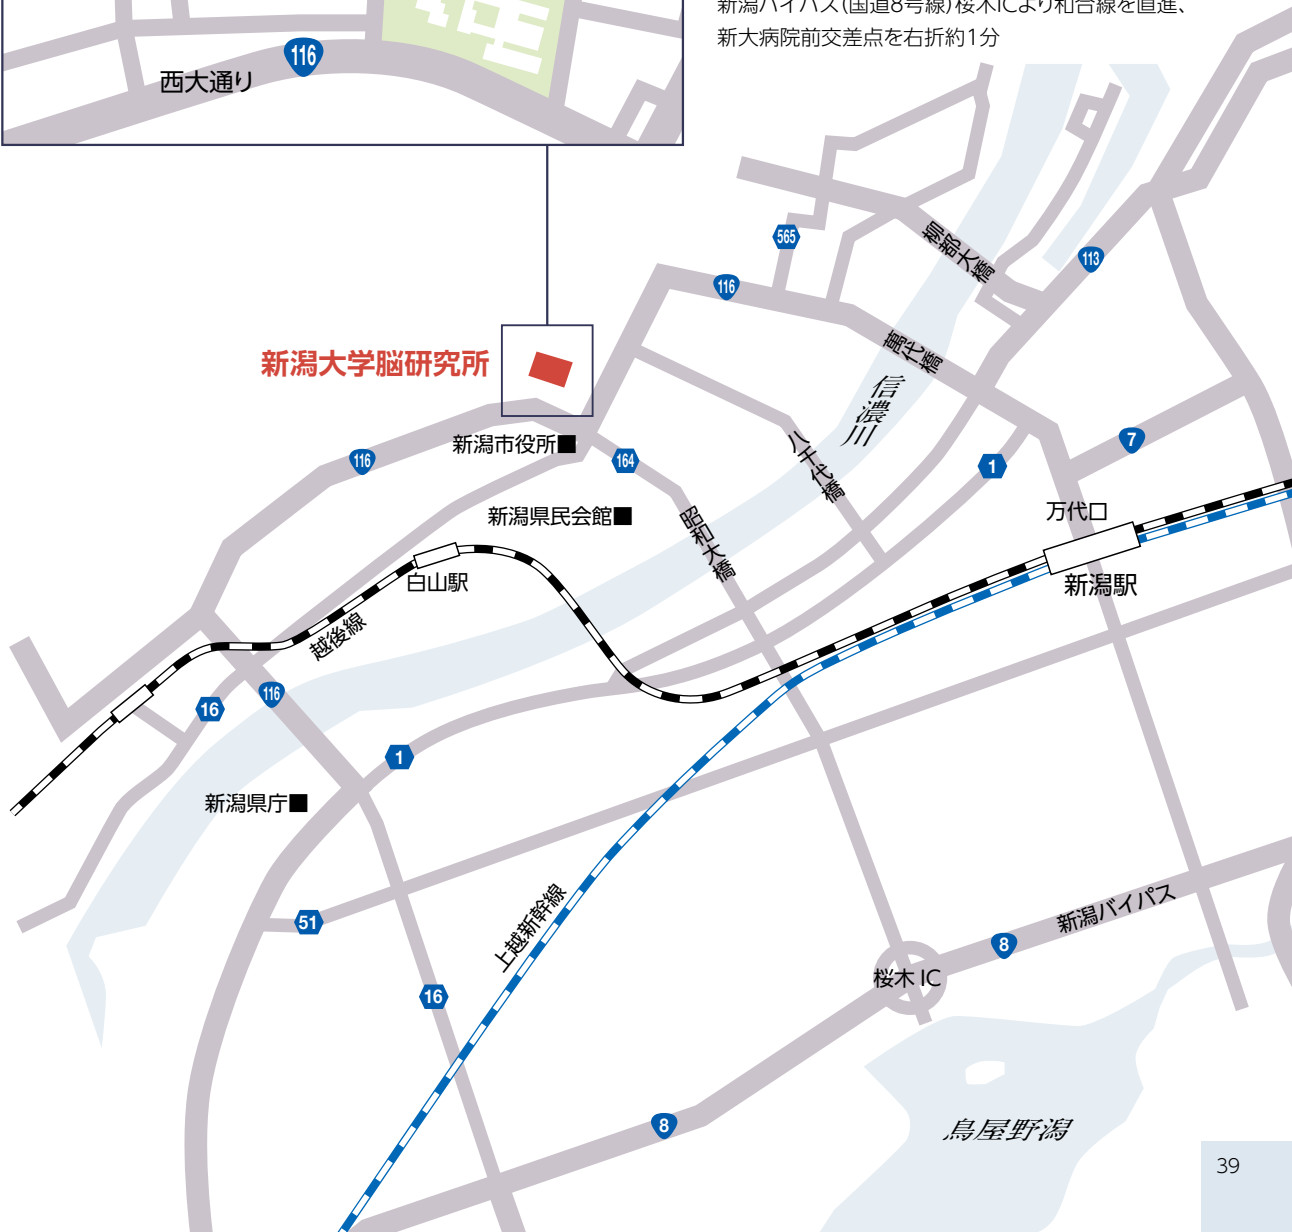 新潟バイパス(国道8号線)桜木ICより和合線を直進、
新大病院前交差点を右折約1分
116
西大通り
565
柳都大橋
113
116
萬代橋
新潟大学脳研究所
信濃川
新潟市役所■
116
164
八千代橋
7
1
新潟県民会館■
昭和大橋
万代口
新潟駅
白山駅
越後線
116
16
1
新潟県庁■
51
上越新幹線
新潟バイパス
8
桜木 IC
16
8
鳥屋野潟
39